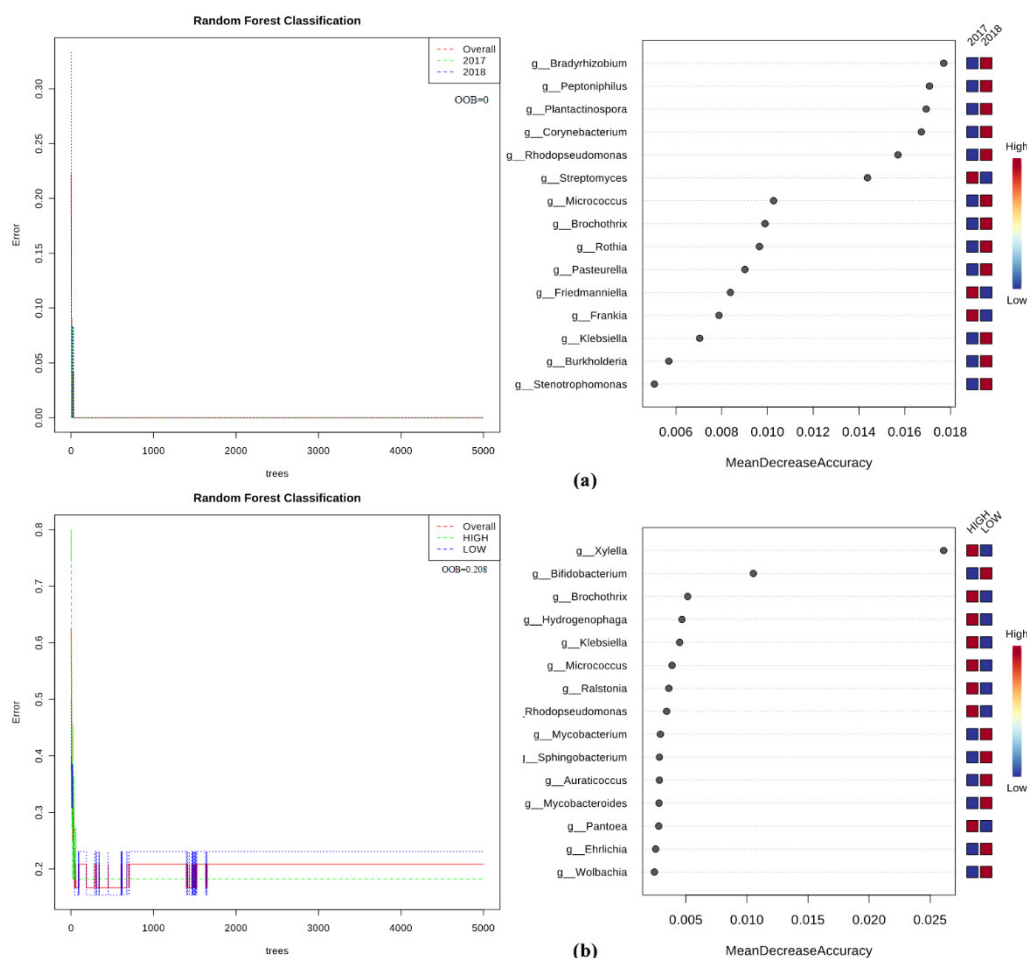 Random Forest Classification
Overall
2017
2018
OOB=0
Error
0.00
0.05
0.10
0.15
0.20
0.25
0.30
0
1000
2000
3000
4000
5000
trees
2017
2018
g__Bradyrhizobium
g__Peptoniphilus
g__Plantactinospora
g__Corynebacterium
g__Rhodopseudomonas
g__Streptomyces
g__Micrococcus
g__Brochothrix
g__Rothia
g__Pasteurella
g__Friedmanniella
g__Frankia
g__Klebsiella
g__Burkholderia
g__Stenotrophomonas
High
Low
0.006
0.008
0.010
0.012
0.014
0.016
0.018
MeanDecreaseAccuracy
(a)
Random Forest Classification
Overall
HIGH
LOW
OOB=0.208
Error
0.2
0.3
0.4
0.5
0.6
0.7
0.8
0
1000
2000
3000
4000
5000
trees
HIGH
LOW
g__Xylella
g__Bifidobacterium
g__Brochothrix
g__Hydrogenophaga
g__Klebsiella
g__Micrococcus
g__Ralstonia
_Rhodopseudomonas
g__Mycobacterium
g__Sphingobacterium
g__Auraticoccus
g__Mycobacteroides
g__Pantoea
g__Ehrlichia
g__Wolbachia
High
Low
0.005
0.010
0.015
0.020
0.025
MeanDecreaseAccuracy
(b)